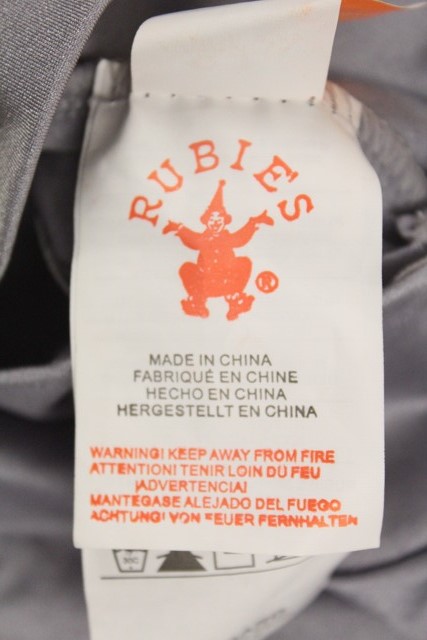 RUBIES
®
MADE IN CHINA
FABRIQUÉ EN CHINE
HECHO EN CHINA
HERGESTELLT EN CHINA
WARNING! KEEP AWAY FROM FIRE
ATTENTION! TENIR LOIN DU FEU
¡ADVERTENCIA!
MANTEGASE ALEJADO DEL FUEGO
ACHTUNG! VON FEUER FERNHALTEN